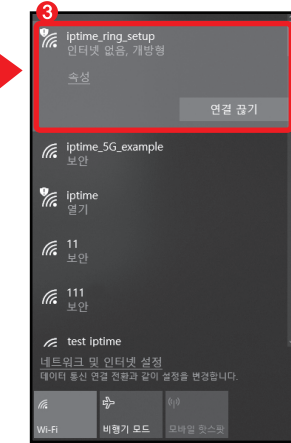 3
iptime_ring_setup
인터넷 없음, 개방형
속성
연결 끊기
iptime_5G_example
보안
iptime
열기
11
보안
111
보안
test iptime
네트워크 및 인터넷 설정
데이터 통신 연결 전환과 같이 설정을 변경합니다.
Wi-Fi
비행기 모드
모바일 핫스팟